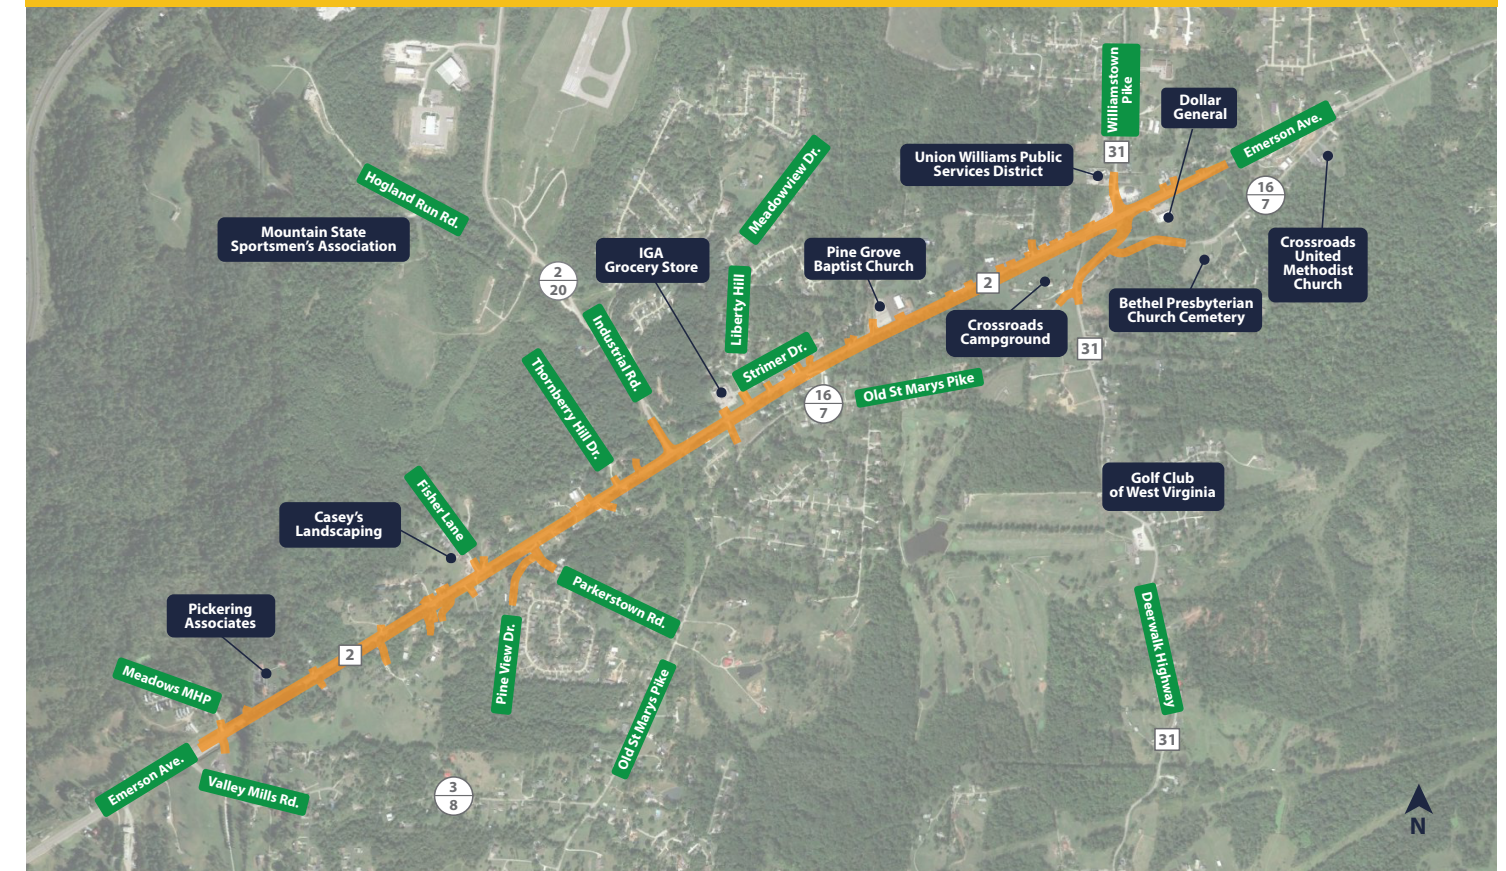 Williamstown
Pike
Dollar
General
Emerson Ave.
31
Union Williams Public
Services District
16
7
Meadowview Dr.
Hogland Run Rd.
Mountain State
Sportsmen's Association
IGA
Grocery Store
Pine Grove
Baptist Church
Crossroads
United
Methodist
Church
2
20
Liberty Hill
2
Bethel Presbyterian
Church Cemetery
Crossroads
Campground
Industrial Rd.
31
Strimer Dr.
Thornberry Hill Dr.
16
7
Old St Marys Pike
Fisher Lane
Golf Club
of West Virginia
Casey's
Landscaping
Parkerstown Rd.
Pickering
Associates
Deerwalk Highway
2
Pine View Dr.
Meadows MHP
Old St Marys Pike
31
Emerson Ave.
Valley Mills Rd.
3
8
N